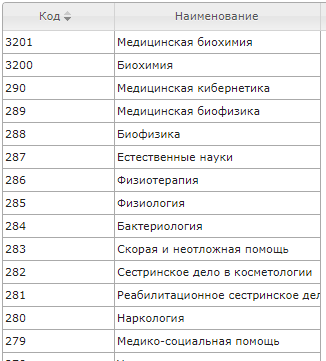 Код Наименование
3201 Медицинская биохимия
3200 Биохимия
290 Медицинская кибернетика
289 Медицинская биофизика
288 Биофизика
287 Естественные науки
286 Физиотерапия
285 Физиология
284 Бактериология
283 Скорая и неотложная помощь
282 Сестринское дело в косметологии
281 Реабилитационное сестринское дел
280 Наркология
279 Медико-социальная помощь